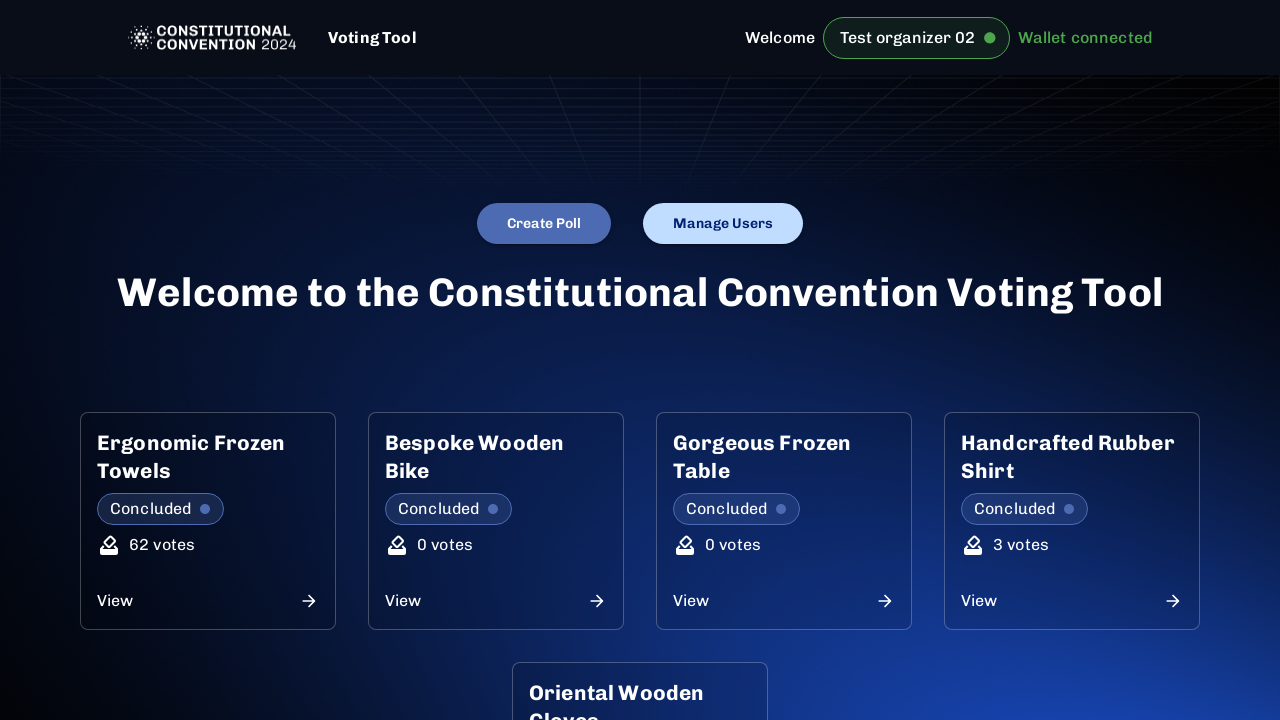 CONSTITUTIONAL
CONVENTION 2024
Voting Tool
Welcome
Test organizer 02
Wallet connected
Create Poll
Manage Users
Welcome to the Constitutional Convention Voting Tool
Ergonomic Frozen
Towels
Concluded
62 votes
View
Bespoke Wooden
Bike
Concluded
0 votes
View
Gorgeous Frozen
Table
Concluded
0 votes
View
Handcrafted Rubber
Shirt
Concluded
3 votes
View
Oriental Wooden